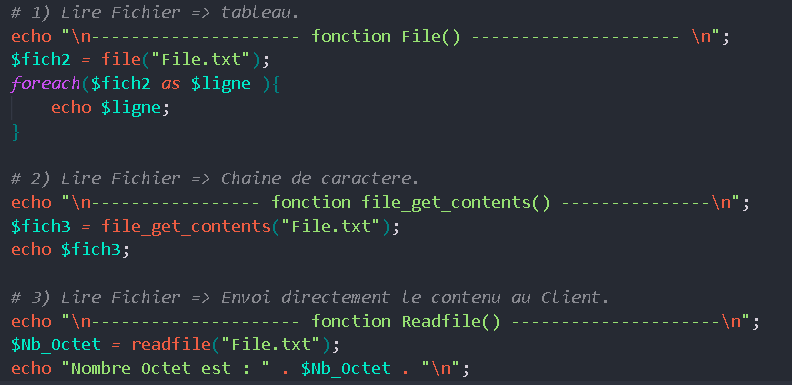 # 1) Lire Fichier => tableau.
echo "\n--------------------- fonction File() --------------------- \n";
$fich2 = file("File.txt");
foreach($fich2 as $ligne ){
    echo $ligne;
}
# 2) Lire Fichier => Chaine de caractere.
echo "\n----------------- fonction file_get_contents() ---------------\n";
$fich3 = file_get_contents("File.txt");
echo $fich3;
# 3) Lire Fichier => Envoi directement le contenu au Client.
echo "\n--------------------- fonction Readfile() ---------------------\n";
$Nb_Octet = readfile("File.txt");
echo "Nombre Octet est : " . $Nb_Octet . "\n";